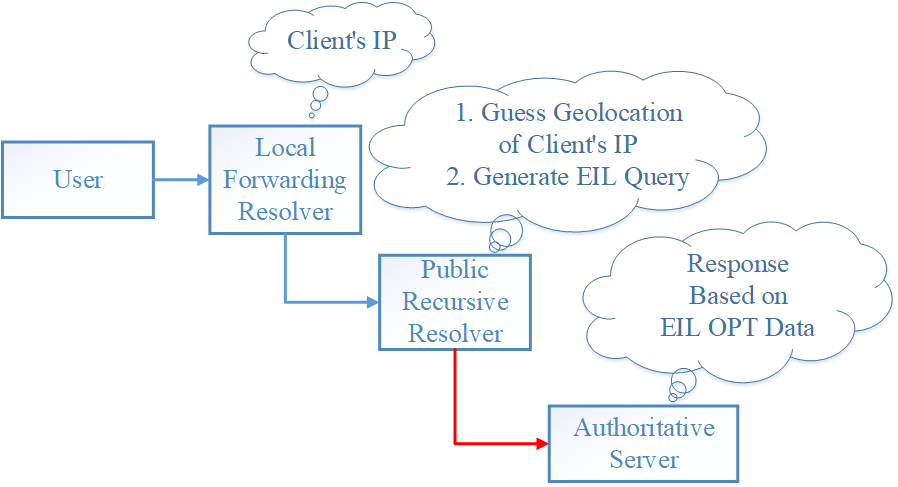 Client's IP
1. Guess Geolocation
of Client's IP
2. Generate EIL Query
User
Local
Forwarding
Resolver
Public
Recursive
Resolver
Response
Based on
EIL OPT Data
Authoritative
Server